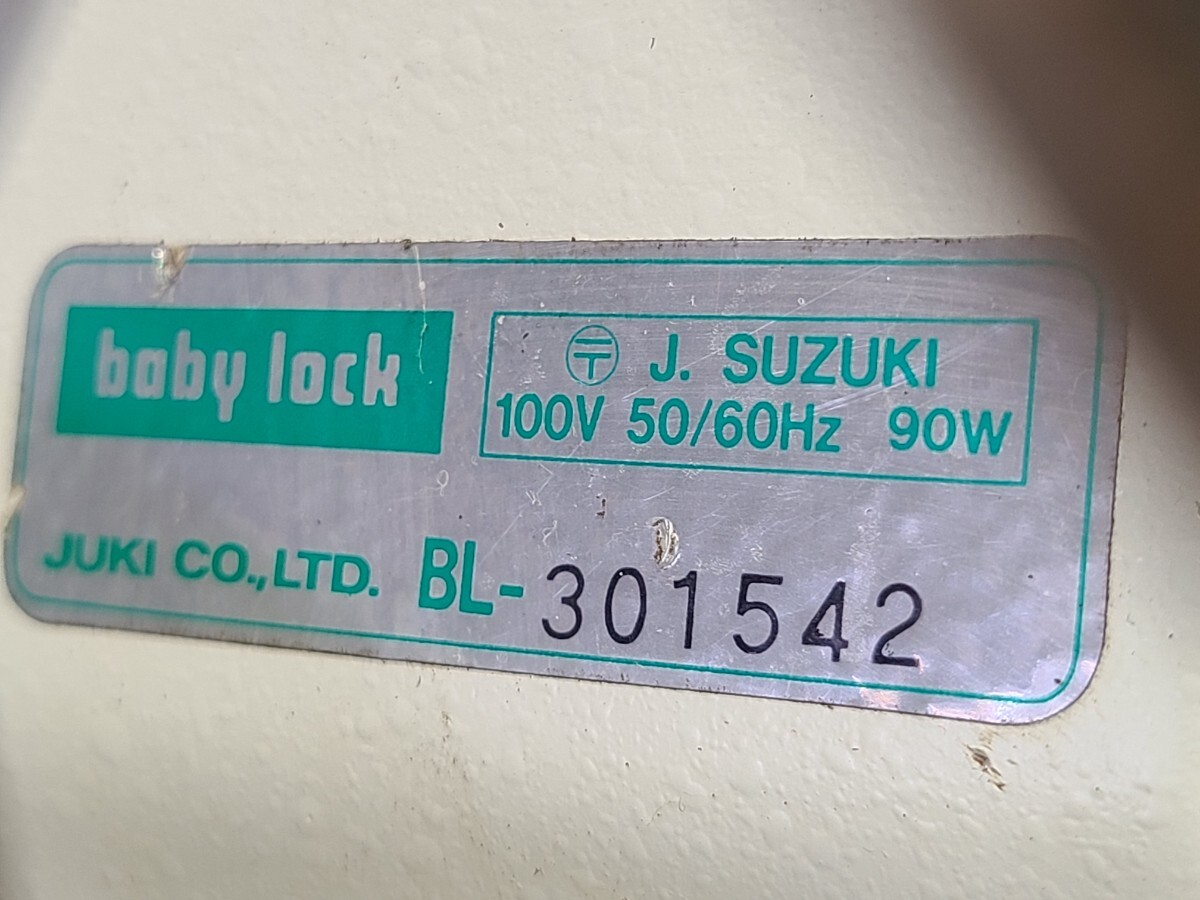 baby lock
〶 J. SUZUKI
100V 50/60Hz 90W
JUKI CO.,LTD. BL-301542